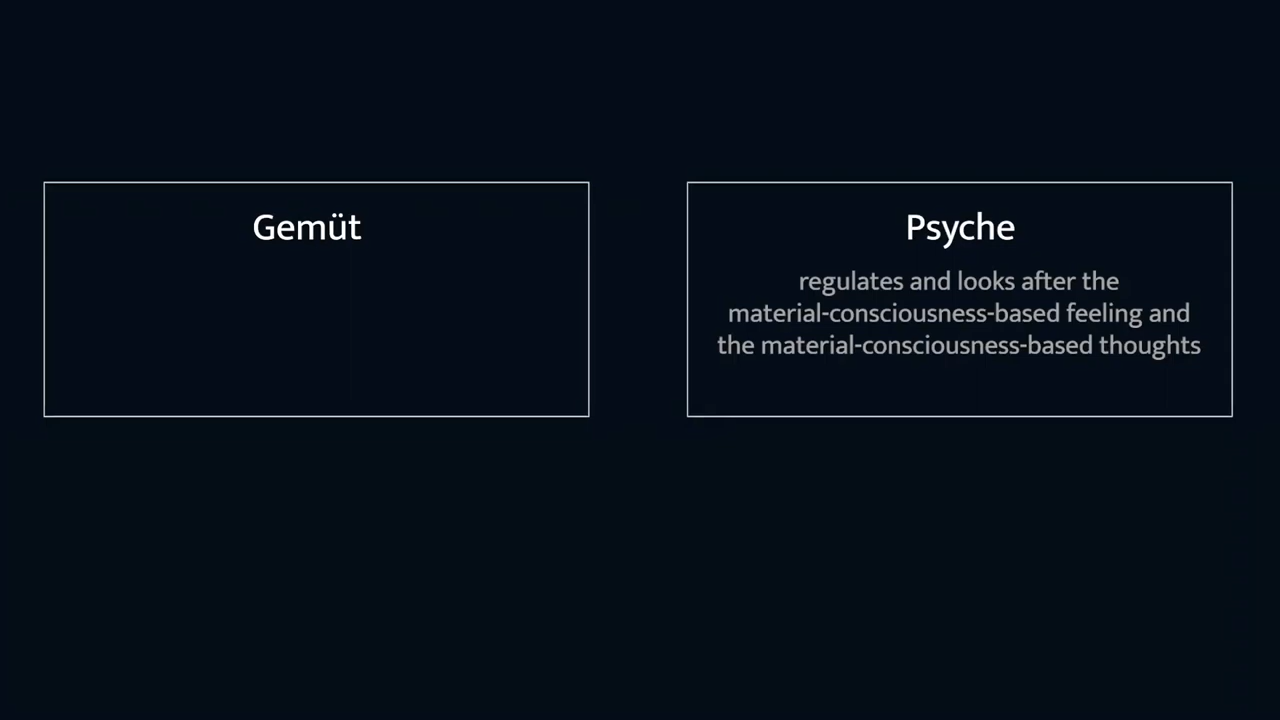 Gemüt
Psyche
regulates and looks after the
material-consciousness-based feeling and
the material-consciousness-based thoughts